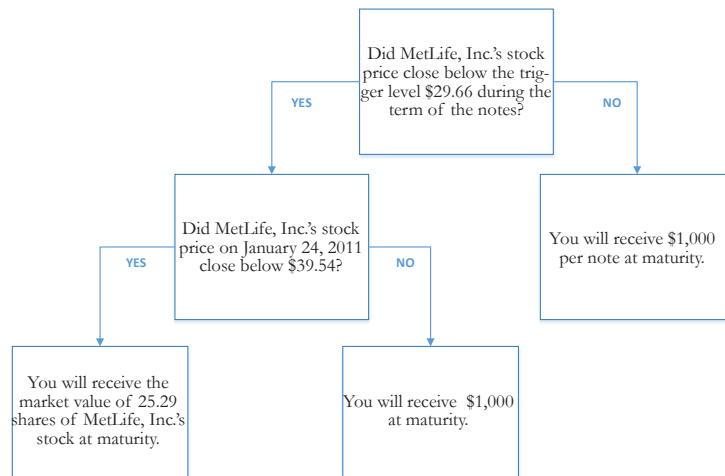 Did MetLife, Inc.'s stock
price close below the trig-
ger level $29.66 during the
term of the notes?
YES
NO
Did MetLife, Inc.'s stock
price on January 24, 2011
close below $39.54?
You will receive $1,000
per note at maturity.
YES
NO
You will receive the
market value of 25.29
shares of MetLife, Inc.'s
stock at maturity.
You will receive $1,000
at maturity.